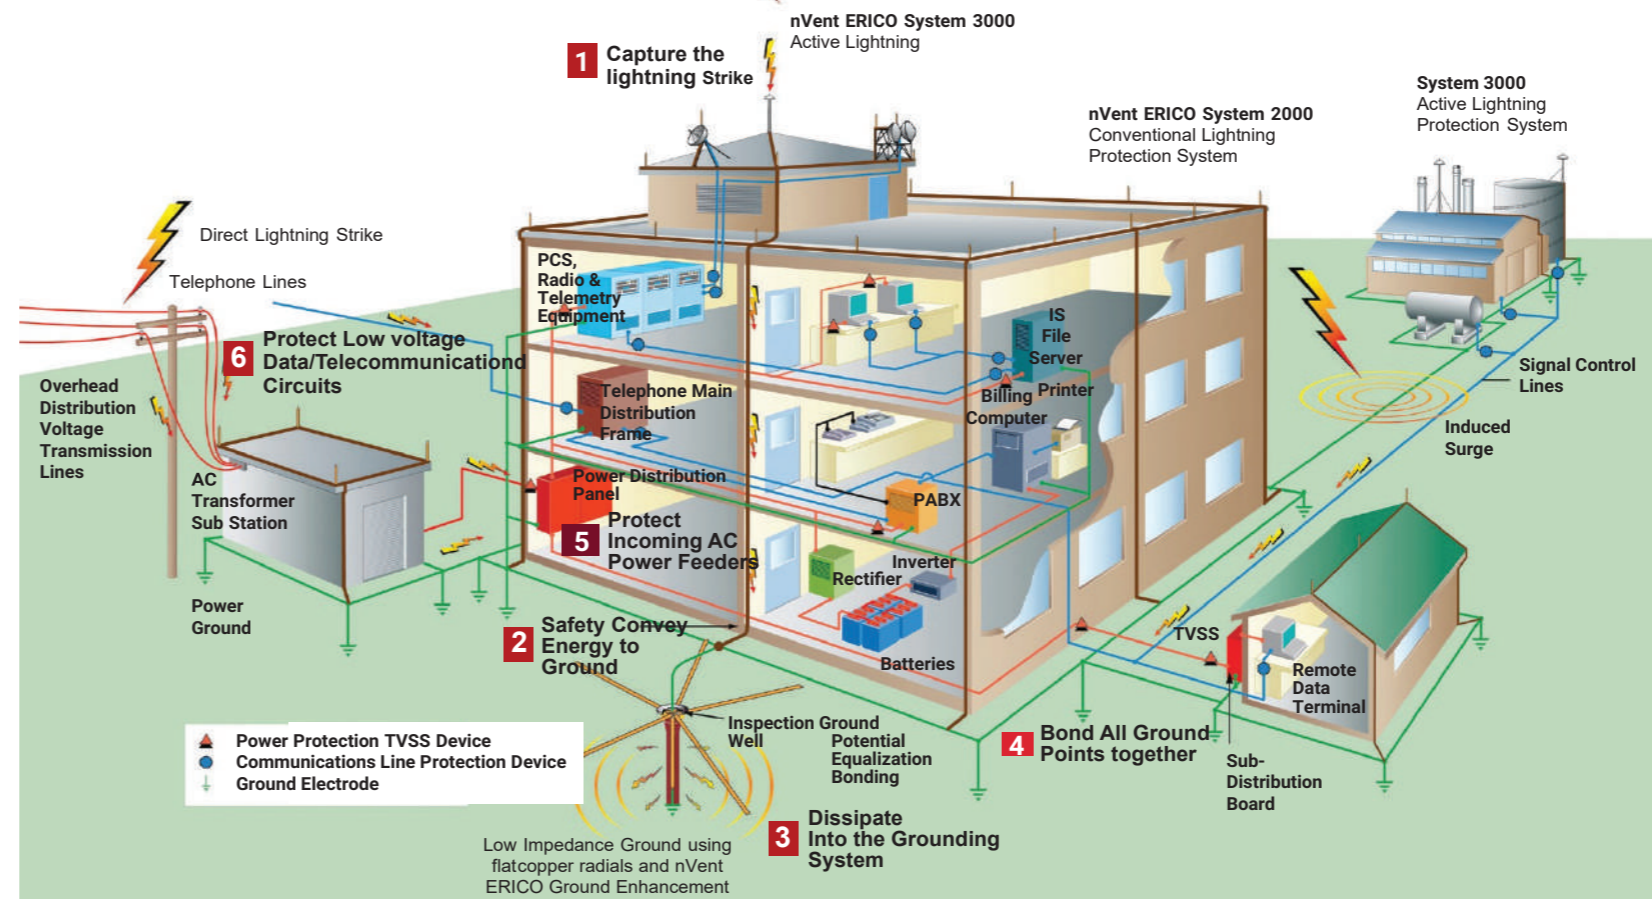 nVent ERICO System 3000
Active Lightning
1
Capture the
lightning Strike
System 3000
Active Lightning
Protection System
nVent ERICO System 2000
Conventional Lightning
Protection System
Direct Lightning Strike
Telephone Lines
PCS,
Radio &
Telemetry
Equipment
IS
File
Server
6
Protect Low voltage
Data/Telecommunicationd
Circuits
Signal Control
Lines
Overhead
Distribution
Voltage
Transmission
Lines
Telephone Main
Distribution
Frame
Billing
Computer
Printer
Induced
Surge
AC
Transformer
Sub Station
Power Distribution
Panel
PABX
5
Protect
Incoming AC
Power Feeders
Rectifier
Inverter
Power
Ground
2
Safety Convey
Energy to
Ground
Batteries
TVSS
Remote
Data
Terminal
Inspection Ground
Well
Potential
Equalization
Bonding
4
Bond All Ground
Points together
Sub-
Distribution
Board
Power Protection TVSS Device
Communications Line Protection Device
Ground Electrode
3
Dissipate
Into the Grounding
System
Low Impedance Ground using
flatcopper radials and nVent
ERICO Ground Enhancement